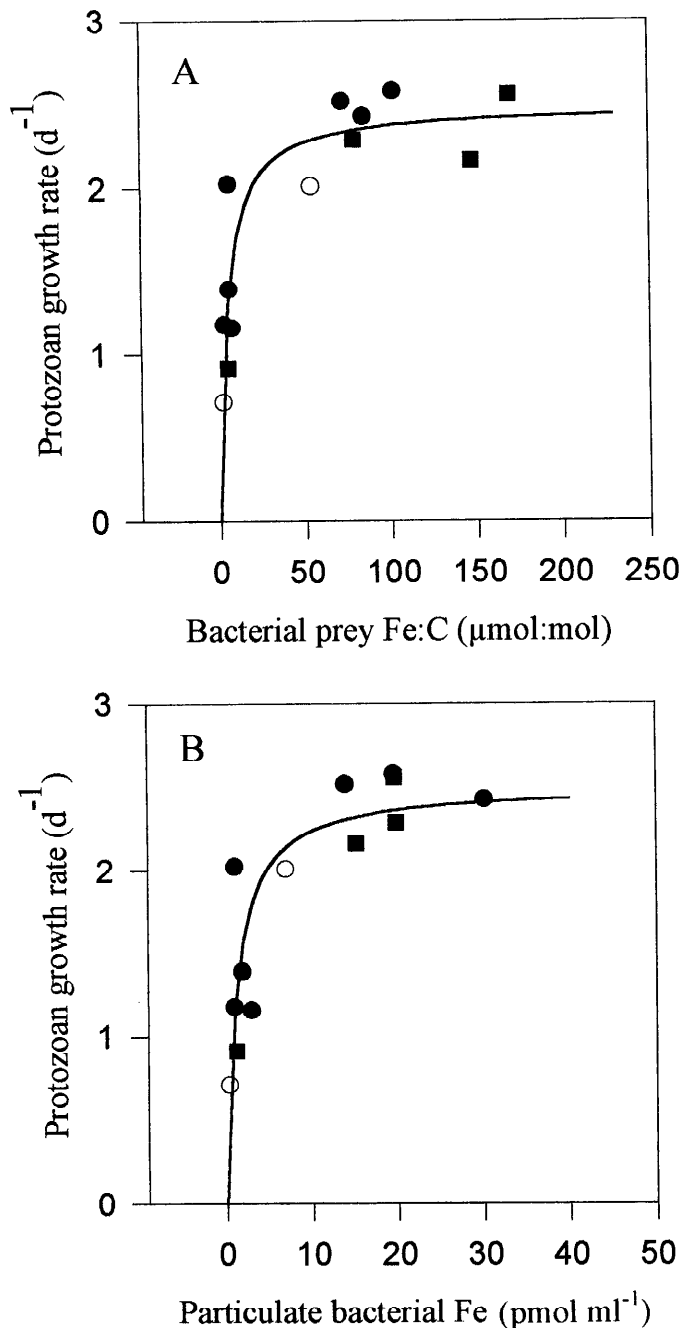 A
Protozoan growth rate (d⁻¹)
3
2
1
0
0 50 100 150 200 250
Bacterial prey Fe:C (µmol:mol)
B
Protozoan growth rate (d⁻¹)
3
2
1
0
0 10 20 30 40 50
Particulate bacterial Fe (pmol ml⁻¹)